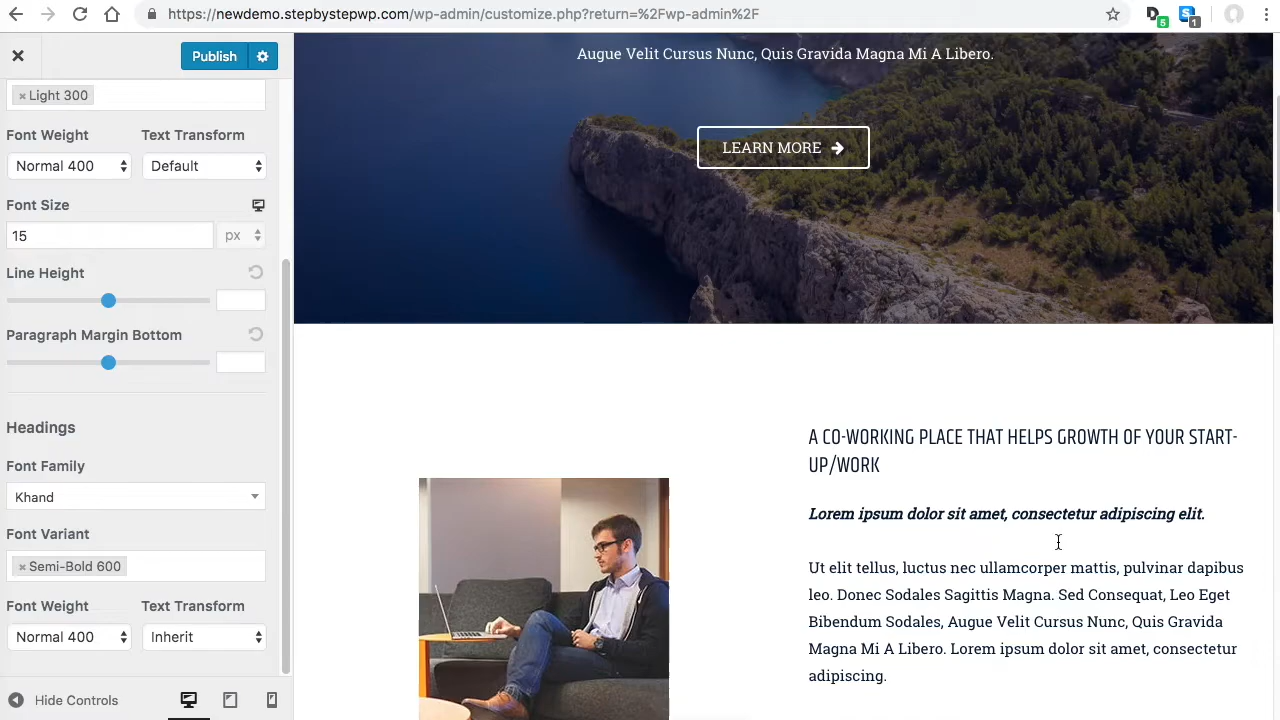 https://newdemo.stepbystepwp.com/wp-admin/customize.php?return=%2Fwp-admin%2F
5
1
Publish
× Light 300
Font Weight Text Transform
Normal 400 Default
Font Size
15 px
Line Height
Paragraph Margin Bottom
Headings
Font Family
Khand
Font Variant
× Semi-Bold 600
Font Weight Text Transform
Normal 400 Inherit
Hide Controls
Augue Velit Cursus Nunc, Quis Gravida Magna Mi A Libero.
LEARN MORE
A CO-WORKING PLACE THAT HELPS GROWTH OF YOUR START-
UP/WORK
Lorem ipsum dolor sit amet, consectetur adipiscing elit.
Ut elit tellus, luctus nec ullamcorper mattis, pulvinar dapibus
leo. Donec Sodales Sagittis Magna. Sed Consequat, Leo Eget
Bibendum Sodales, Augue Velit Cursus Nunc, Quis Gravida
Magna Mi A Libero. Lorem ipsum dolor sit amet, consectetur
adipiscing.